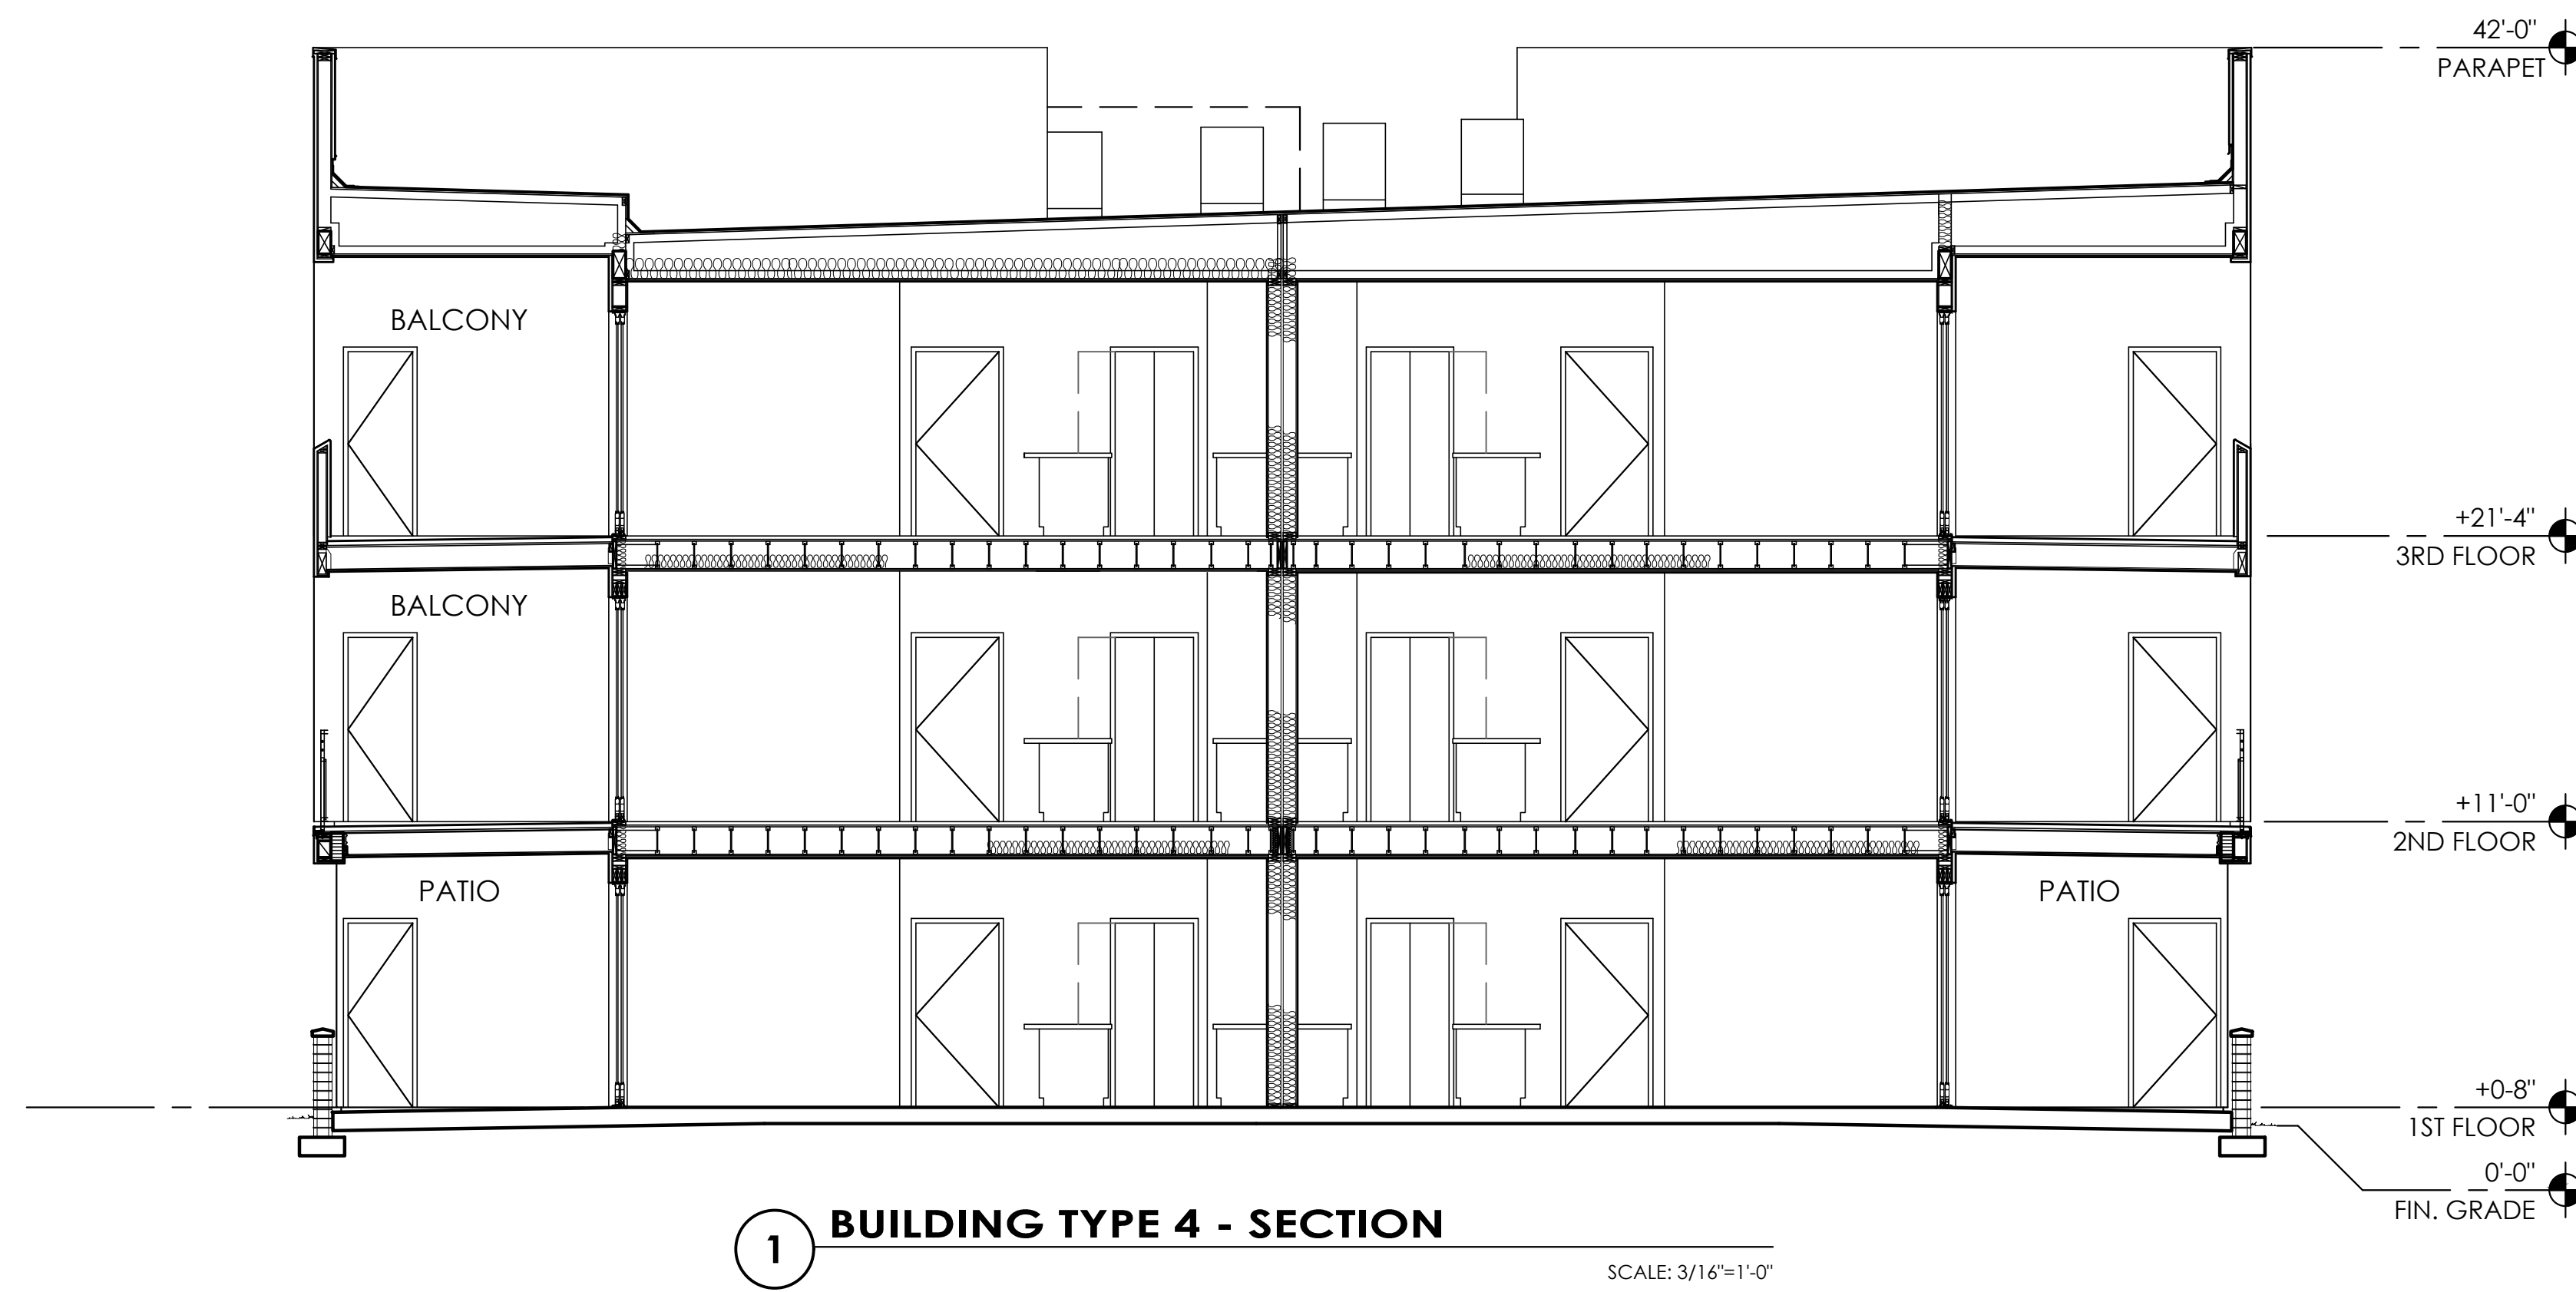 42'-0"
PARAPET
BALCONY
+21'-4"
3RD FLOOR
BALCONY
+11'-0"
2ND FLOOR
PATIO
PATIO
+0-8"
1ST FLOOR
0'-0"
FIN. GRADE
1
BUILDING TYPE 4 - SECTION
SCALE: 3/16"=1'-0"